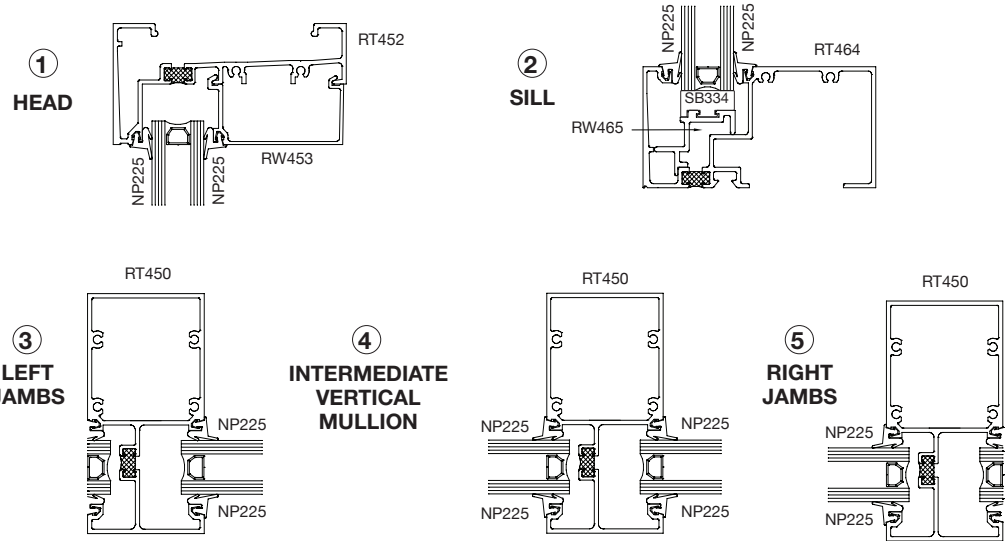 1
HEAD
RT452
RW453
NP225
NP225
2
SILL
NP225
NP225
RT464
SB334
RW465
3
LEFT
JAMBS
RT450
NP225
NP225
4
INTERMEDIATE
VERTICAL
MULLION
RT450
NP225
NP225
NP225
NP225
5
RIGHT
JAMBS
RT450
NP225
NP225